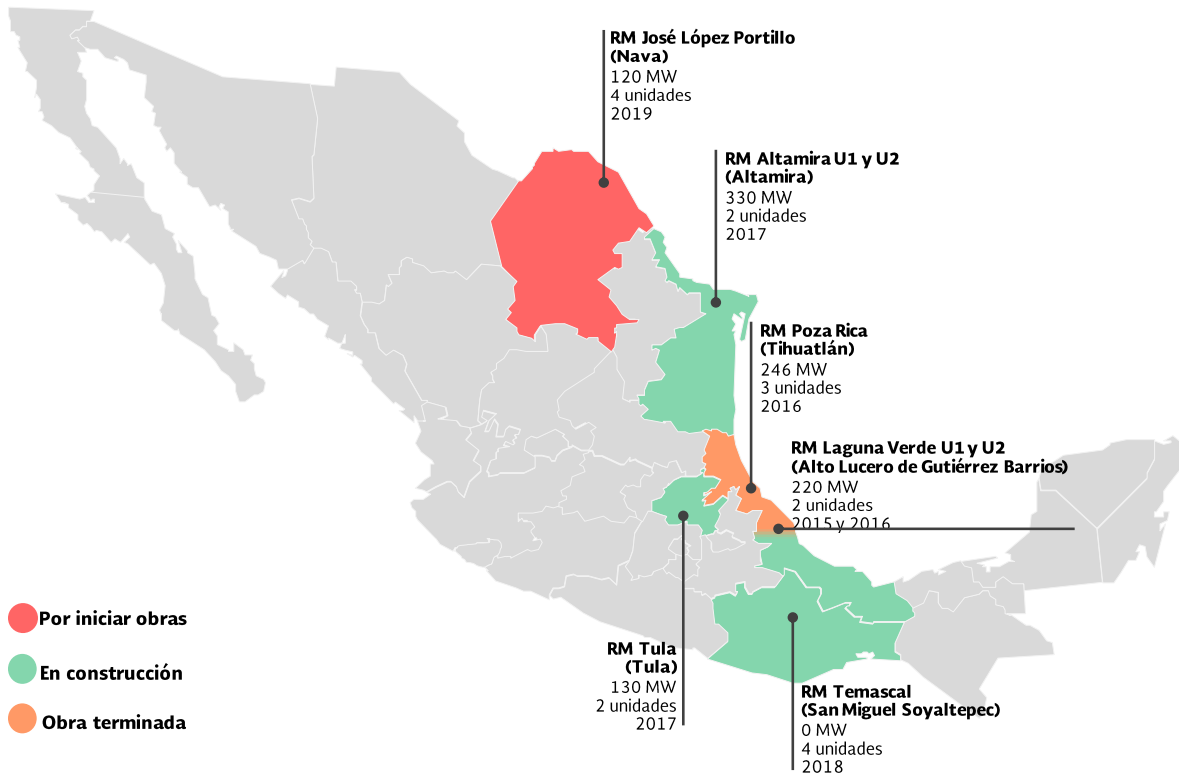 RM José López Portillo
(Nava)
120 MW
4 unidades
2019
RM Altamira U1 y U2
(Altamira)
330 MW
2 unidades
2017
RM Poza Rica
(Tihuatlán)
246 MW
3 unidades
2016
RM Laguna Verde U1 y U2
(Alto Lucero de Gutiérrez Barrios)
220 MW
2 unidades
2015 y 2016
Por iniciar obras
En construcción
Obra terminada
RM Tula
(Tula)
130 MW
2 unidades
2017
RM Temascal
(San Miguel Soyaltepec)
0 MW
4 unidades
2018